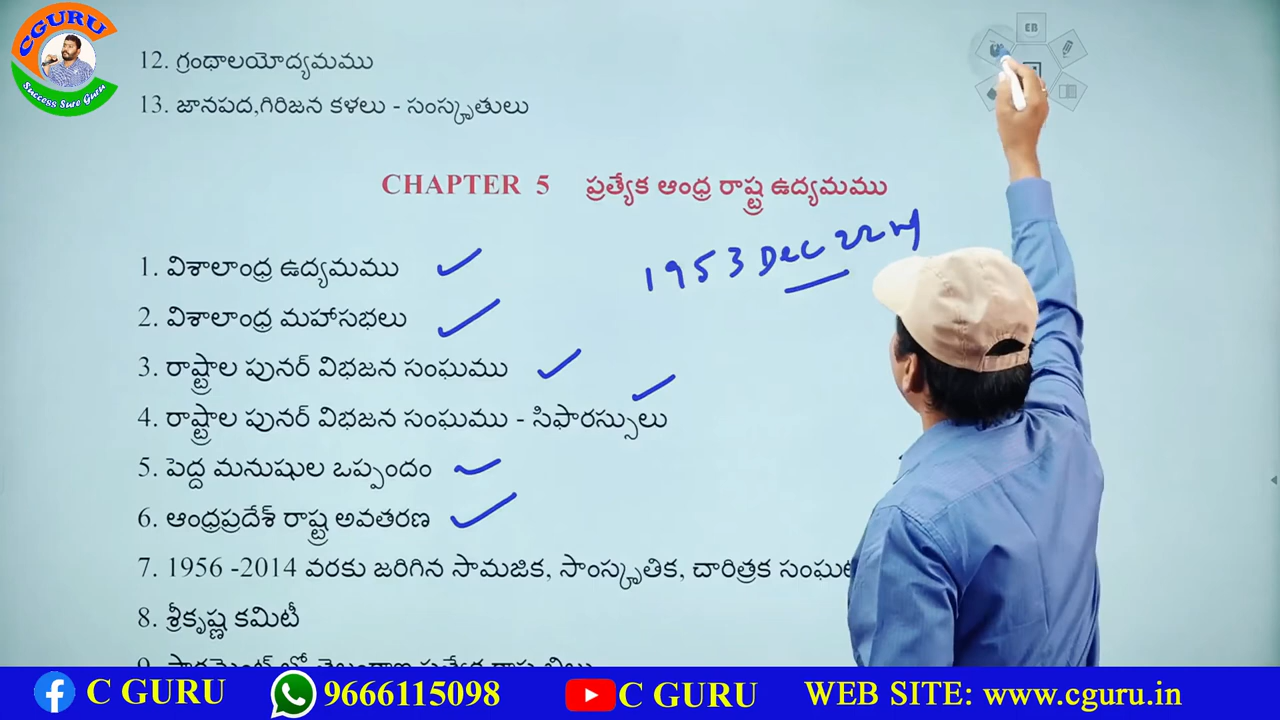 CGURU
Success Sure Guru
12. గ్రంథాలయోద్యమము
13. జానపద,గిరిజన కళలు - సంస్కృతులు
EB
CHAPTER 5 ప్రత్యేక ఆంధ్ర రాష్ట్ర ఉద్యమము
1953 Dec 22nd
1. విశాలాంధ్ర ఉద్యమము
2. విశాలాంధ్ర మహాసభలు
3. రాష్ట్రాల పునర్ విభజన సంఘము
4. రాష్ట్రాల పునర్ విభజన సంఘము - సిఫారస్సులు
5. పెద్ద మనుషుల ఒప్పందం
6. ఆంధ్రప్రదేశ్ రాష్ట్ర అవతరణ
7. 1956 -2014 వరకు జరిగిన సామజిక, సాంస్కృతిక, చారిత్రక
8. శ్రీకృష్ణ కమిటీ
C GURU 9666115098 C GURU WEB SITE: www.cguru.in